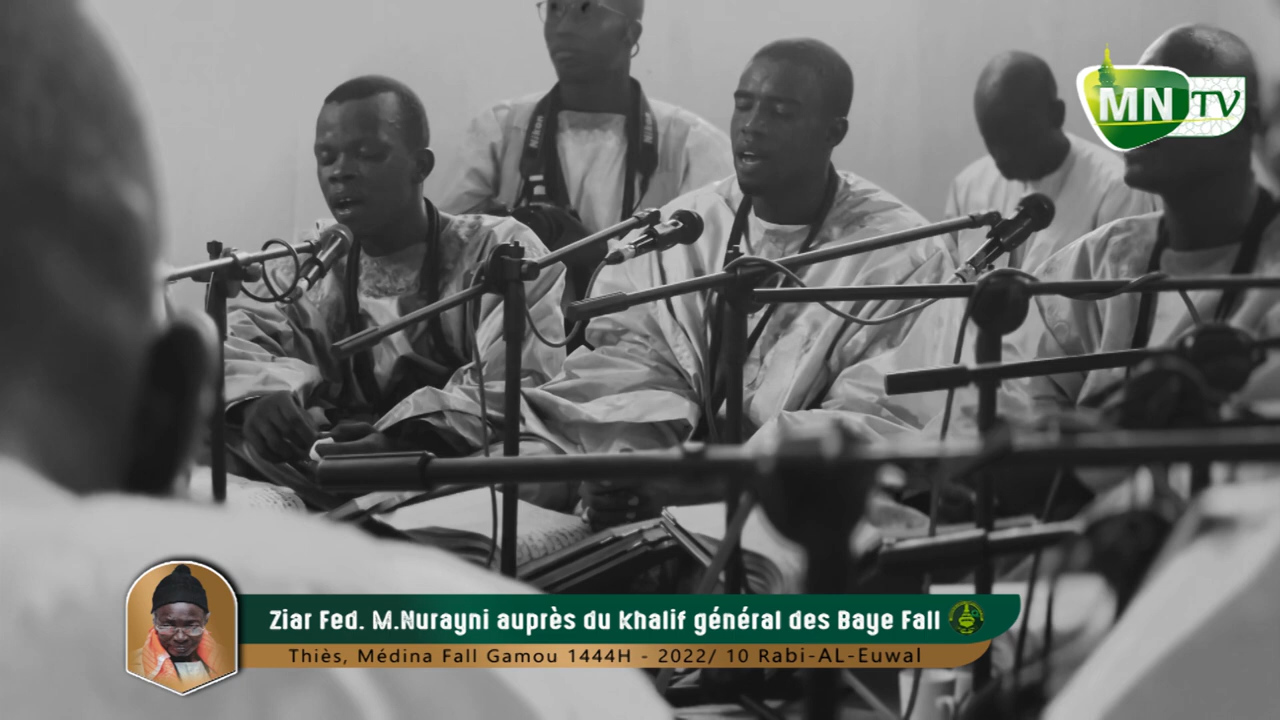 MN TV
Nikon
Ziar Fed. M.Nurayni auprès du khalif général des Baye Fall
Thiès, Médina Fall Gamou 1444H - 2022/ 10 Rabi-AL-Euwal